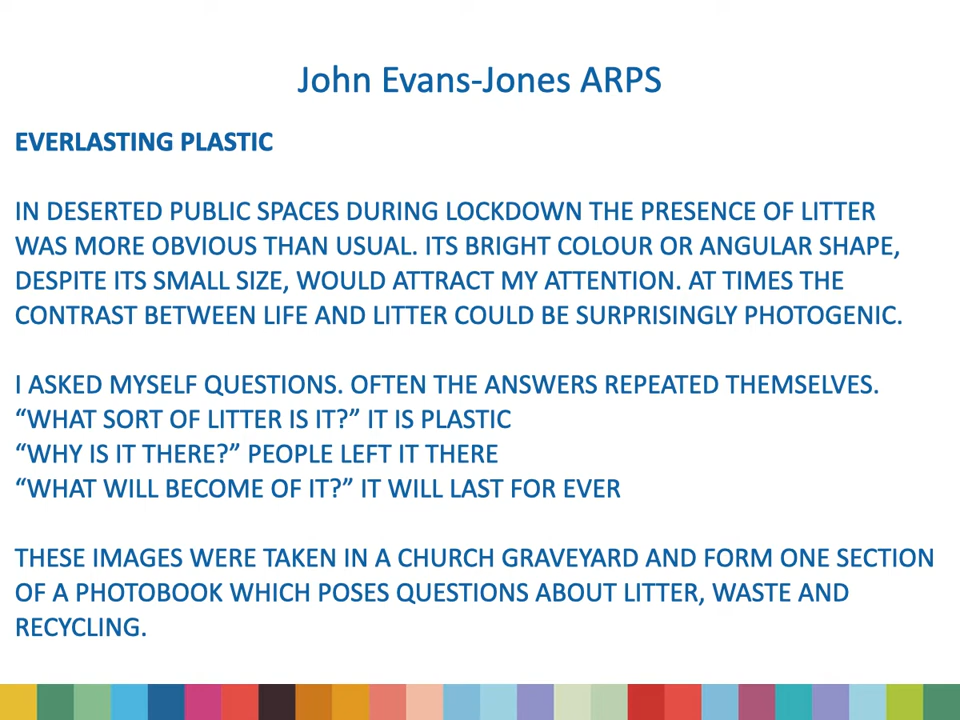 John Evans-Jones ARPS
EVERLASTING PLASTIC
IN DESERTED PUBLIC SPACES DURING LOCKDOWN THE PRESENCE OF LITTER
WAS MORE OBVIOUS THAN USUAL. ITS BRIGHT COLOUR OR ANGULAR SHAPE,
DESPITE ITS SMALL SIZE, WOULD ATTRACT MY ATTENTION. AT TIMES THE
CONTRAST BETWEEN LIFE AND LITTER COULD BE SURPRISINGLY PHOTOGENIC.
I ASKED MYSELF QUESTIONS. OFTEN THE ANSWERS REPEATED THEMSELVES.
“WHAT SORT OF LITTER IS IT?” IT IS PLASTIC
“WHY IS IT THERE?” PEOPLE LEFT IT THERE
“WHAT WILL BECOME OF IT?” IT WILL LAST FOR EVER
THESE IMAGES WERE TAKEN IN A CHURCH GRAVEYARD AND FORM ONE SECTION
OF A PHOTOBOOK WHICH POSES QUESTIONS ABOUT LITTER, WASTE AND
RECYCLING.